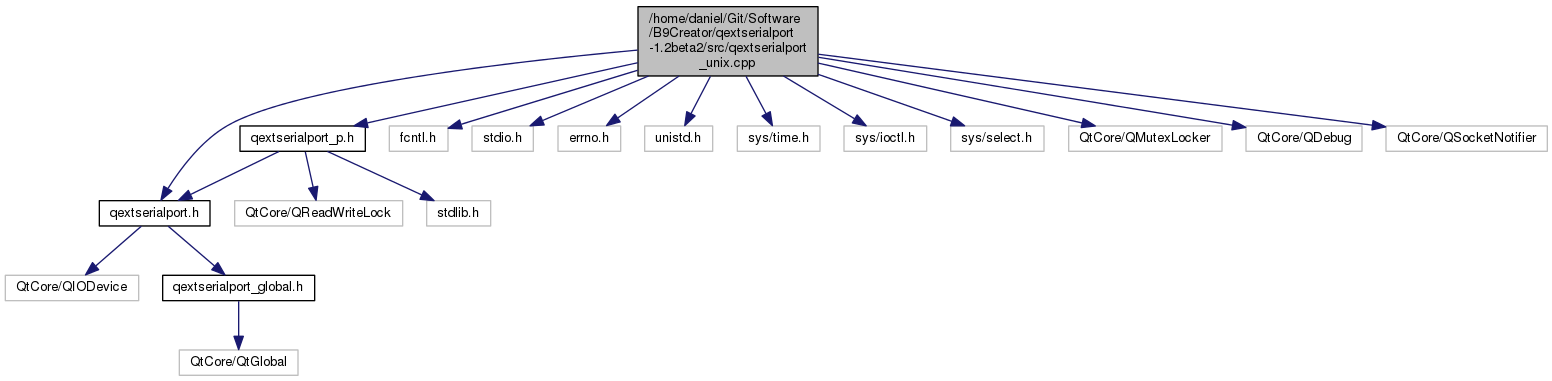 /home/daniel/Git/Software
/B9Creator/qextserialport
-1.2beta2/src/qextserialport
_unix.cpp
qextserialport_p.h
fcntl.h
stdio.h
errno.h
unistd.h
sys/time.h
sys/ioctl.h
sys/select.h
QtCore/QMutexLocker
QtCore/QDebug
QtCore/QSocketNotifier
qextserialport.h
QtCore/QReadWriteLock
stdlib.h
QtCore/QIODevice
qextserialport_global.h
QtCore/QtGlobal